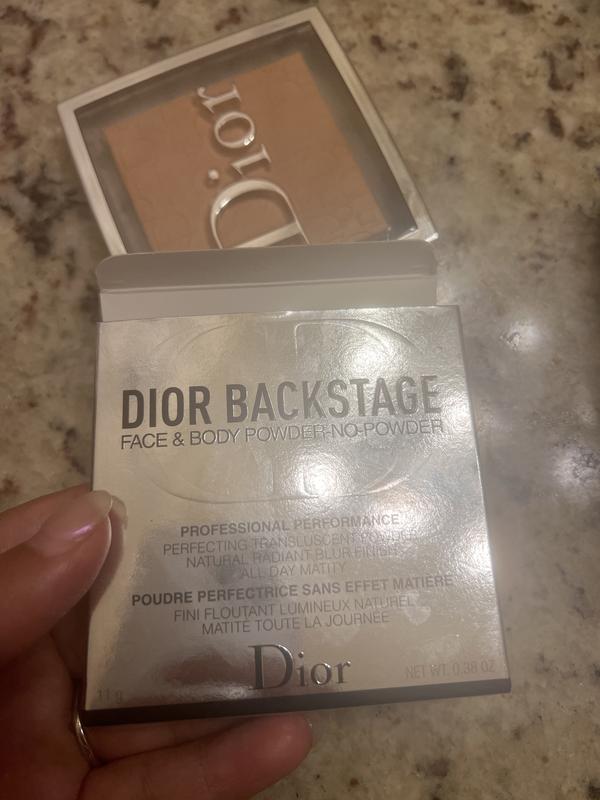 Dior
DIOR BACKSTAGE
FACE & BODY POWDER-NO-POWDER
PROFESSIONAL PERFORMANCE
PERFECTING TRANSLUSCENT POWDER
NATURAL RADIANT BLUR FINISH
ALL DAY MATITY
POUDRE PERFECTRICE SANS EFFET MATIÈRE
FINI FLOUTANT LUMINEUX NATUREL
MATITÉ TOUTE LA JOURNÉE
Dior
11 g
NET WT. 0.38 OZ